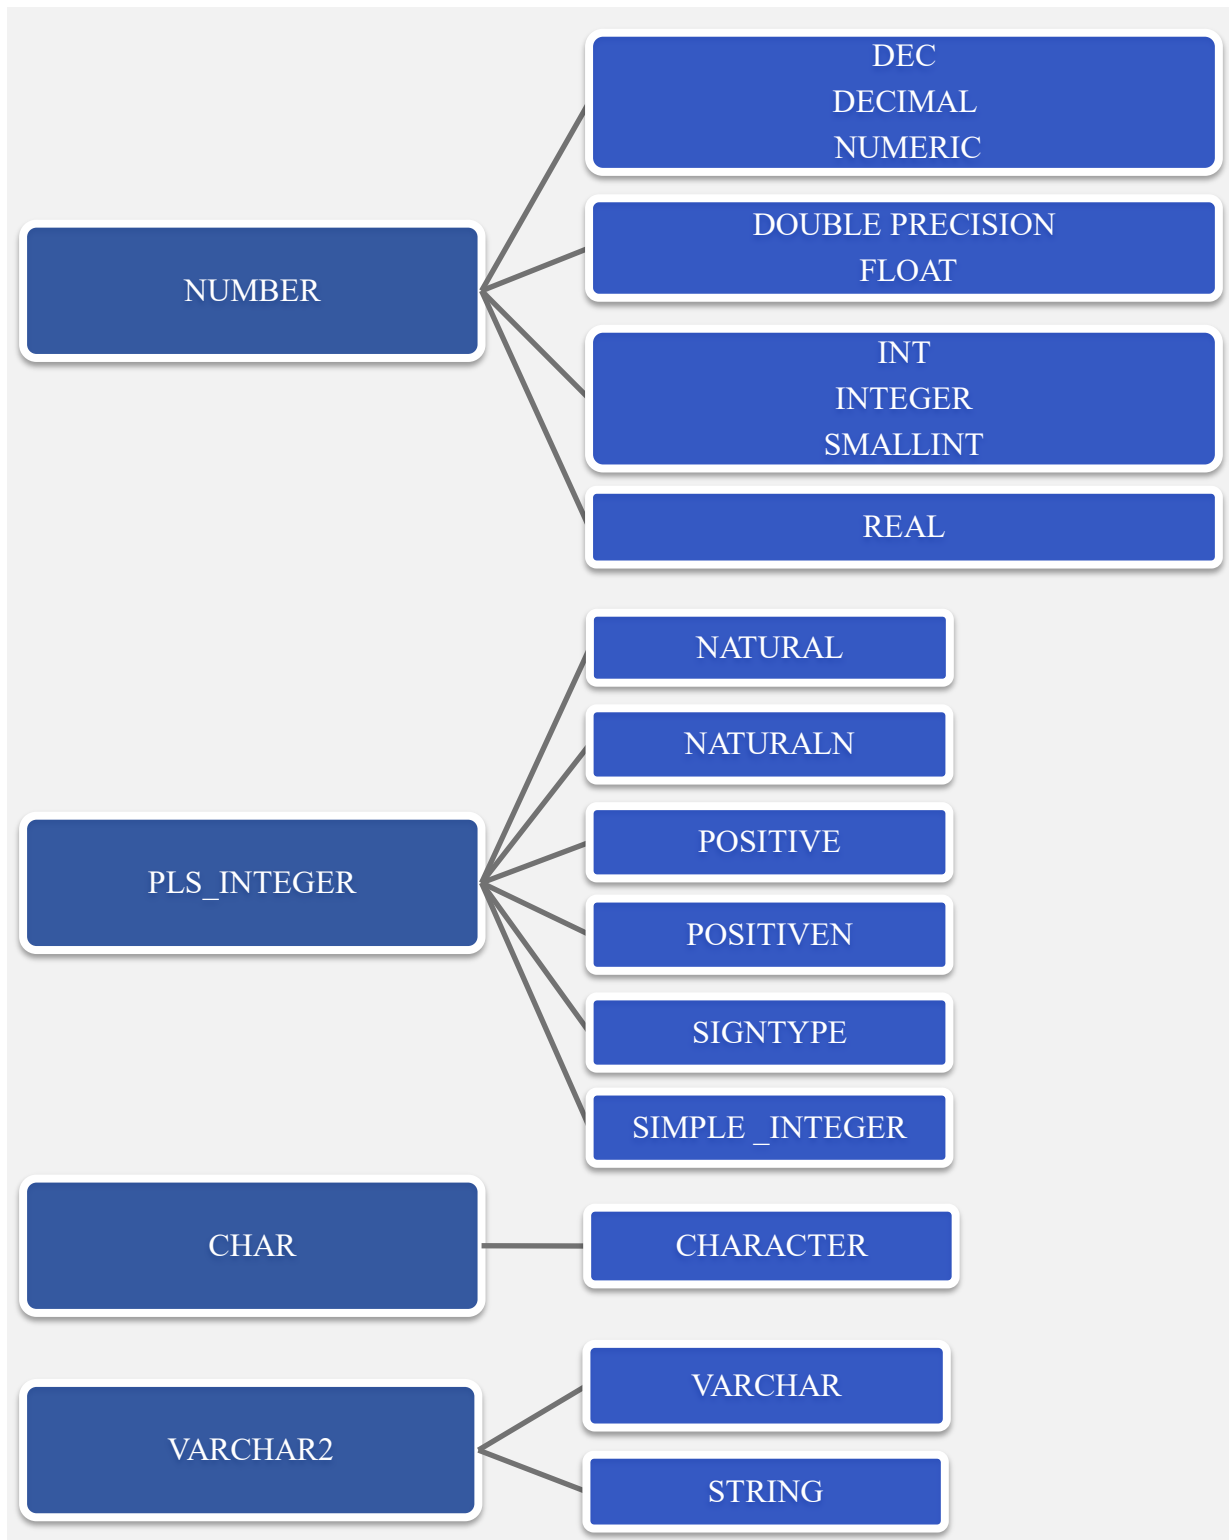 NUMBER
DEC
DECIMAL
NUMERIC
DOUBLE PRECISION
FLOAT
INT
INTEGER
SMALLINT
REAL
PLS_INTEGER
NATURAL
NATURALN
POSITIVE
POSITIVEN
SIGNTYPE
SIMPLE _INTEGER
CHAR
CHARACTER
VARCHAR2
VARCHAR
STRING